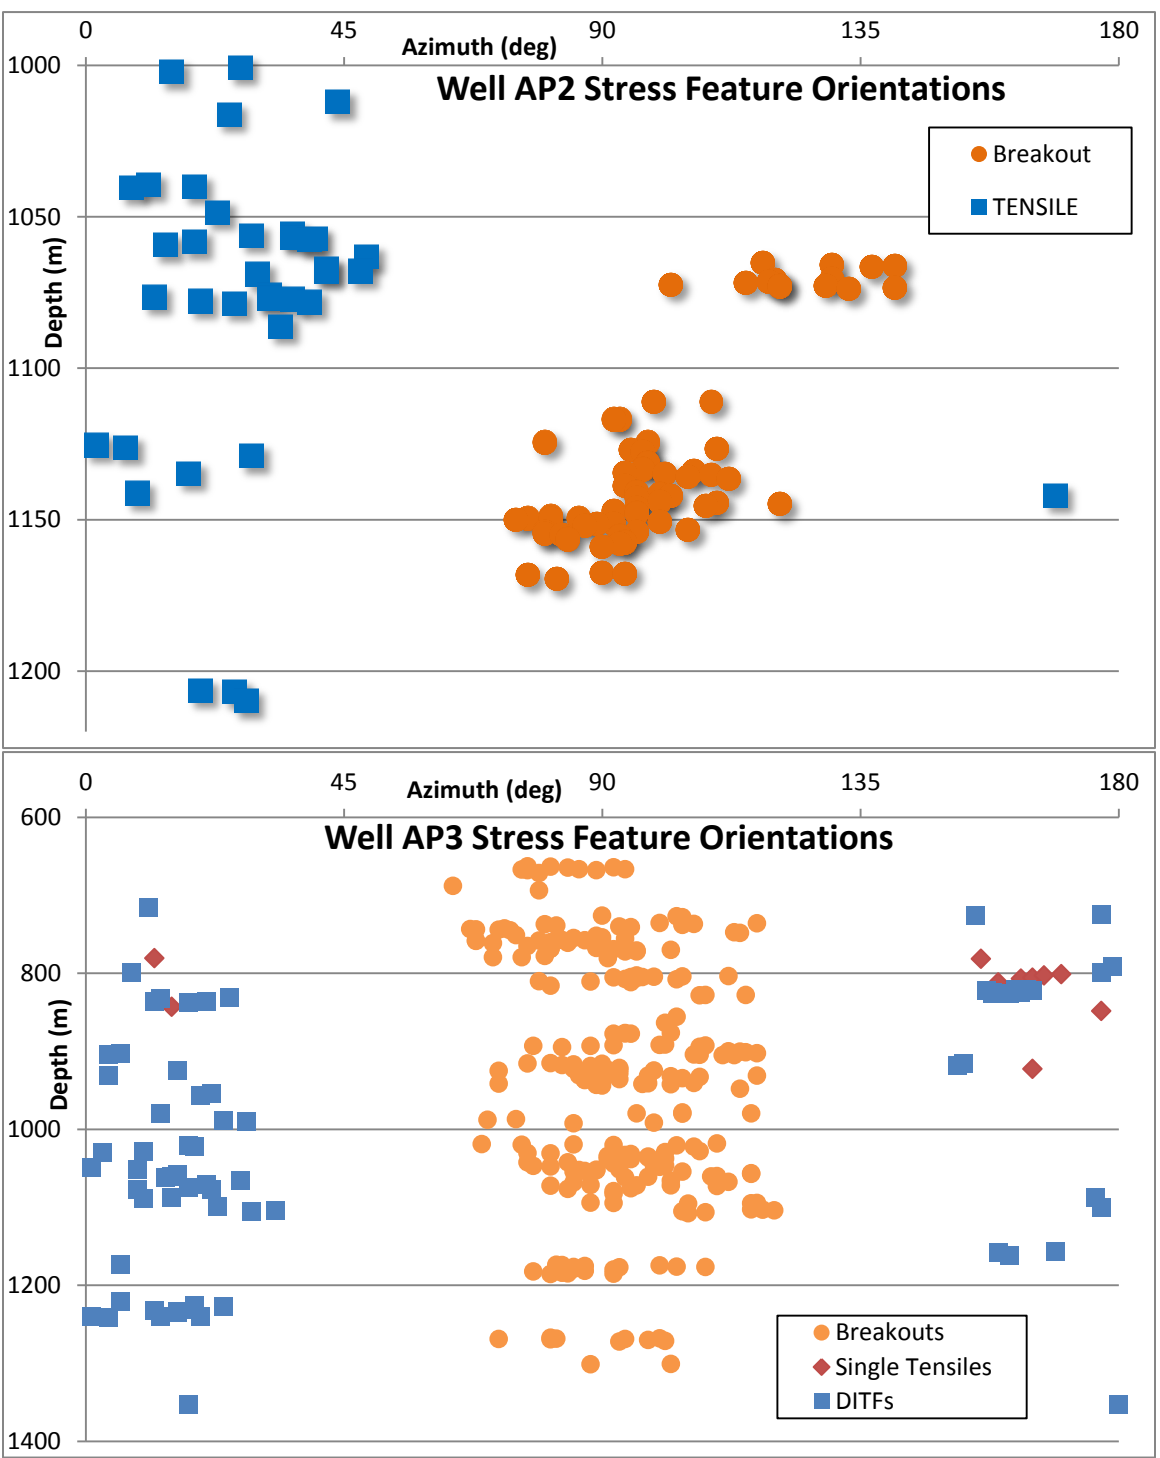 0 45 90 135 180
Azimuth (deg)
1000
Well AP2 Stress Feature Orientations
Breakout
TENSILE
1050
Depth (m)
1100
1150
1200
0 45 90 135 180
Azimuth (deg)
600
Well AP3 Stress Feature Orientations
800
Depth (m)
1000
1200
Breakouts
Single Tensiles
DITFs
1400